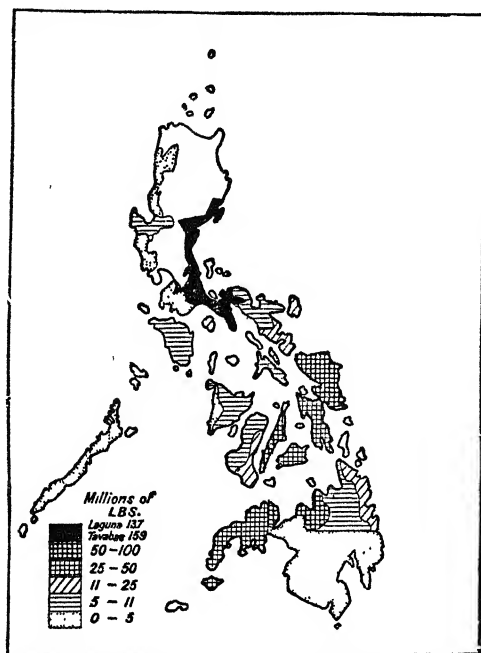 Millions of
LBS.
Laguna 137
Tayabas 159
50-100
25-50
11 - 25
5 - 11
0 - 5